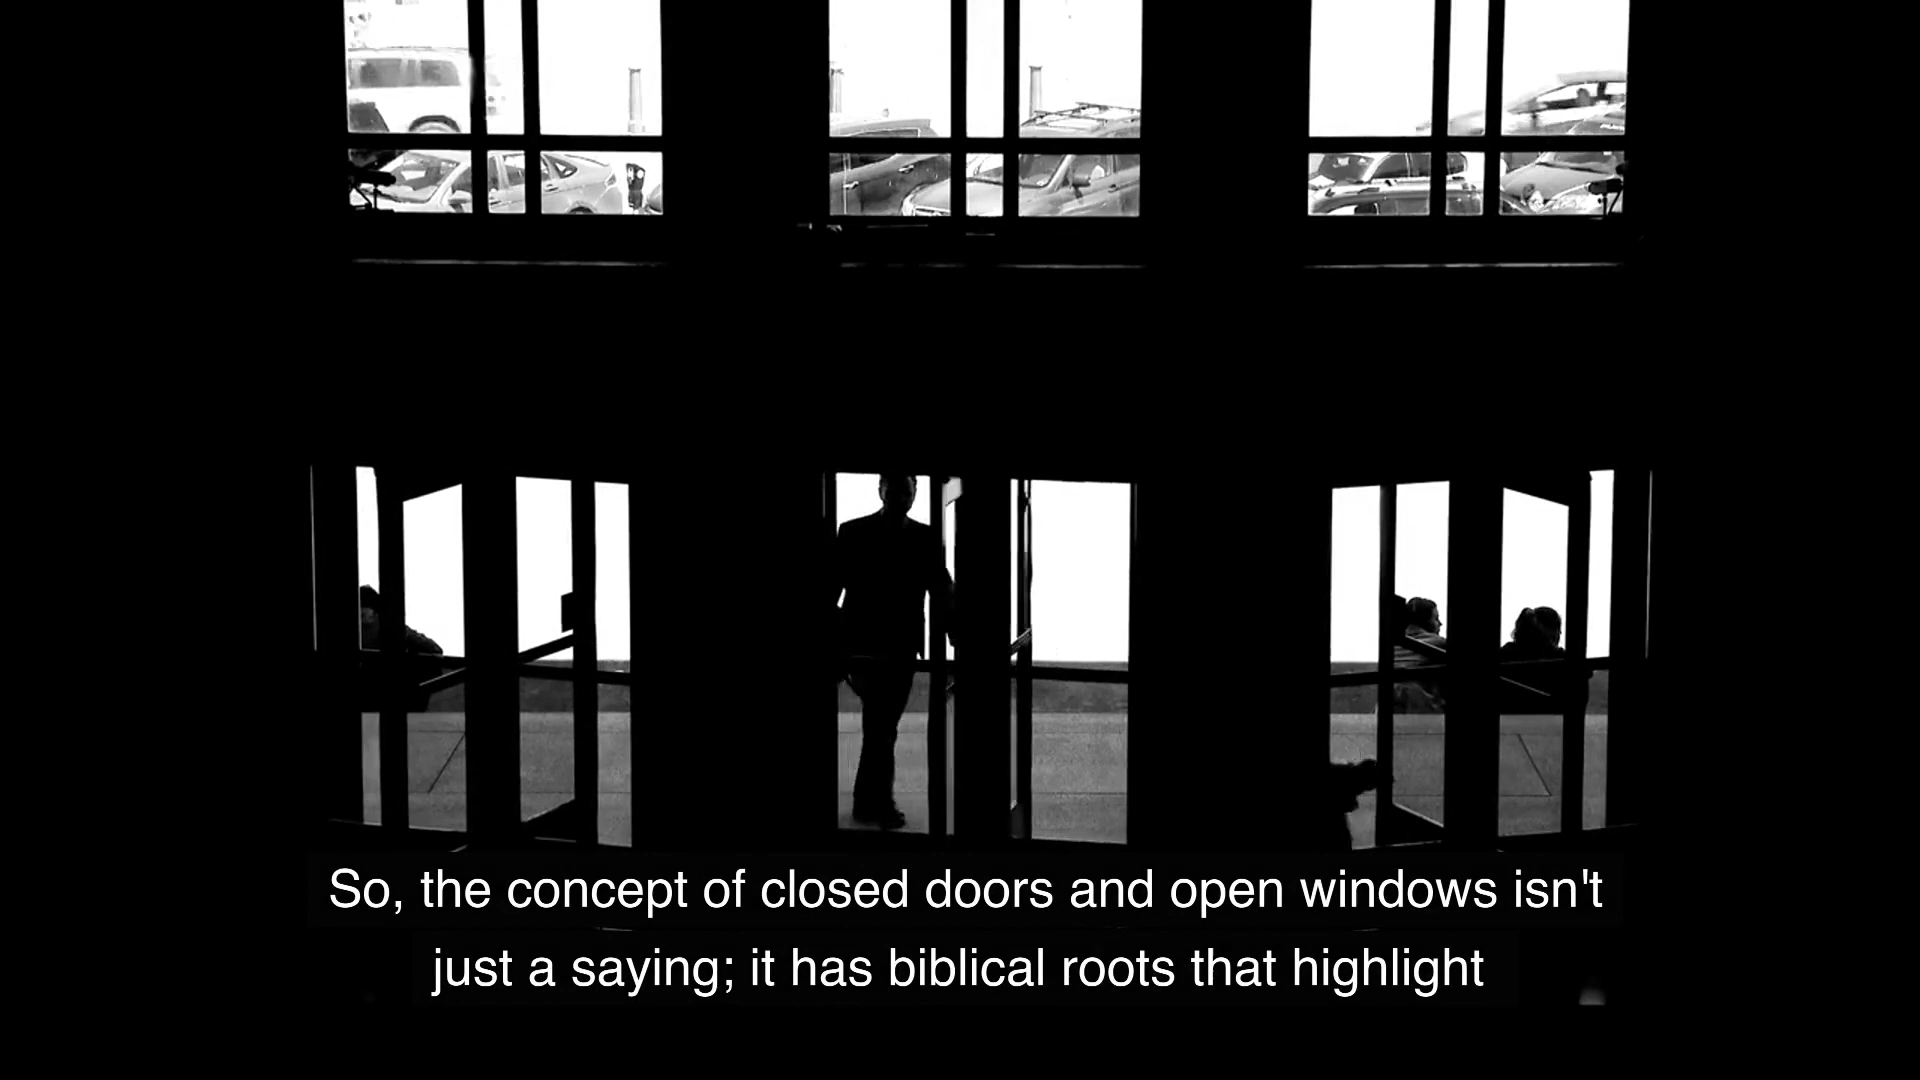 So, the concept of closed doors and open windows isn't
just a saying; it has biblical roots that highlight